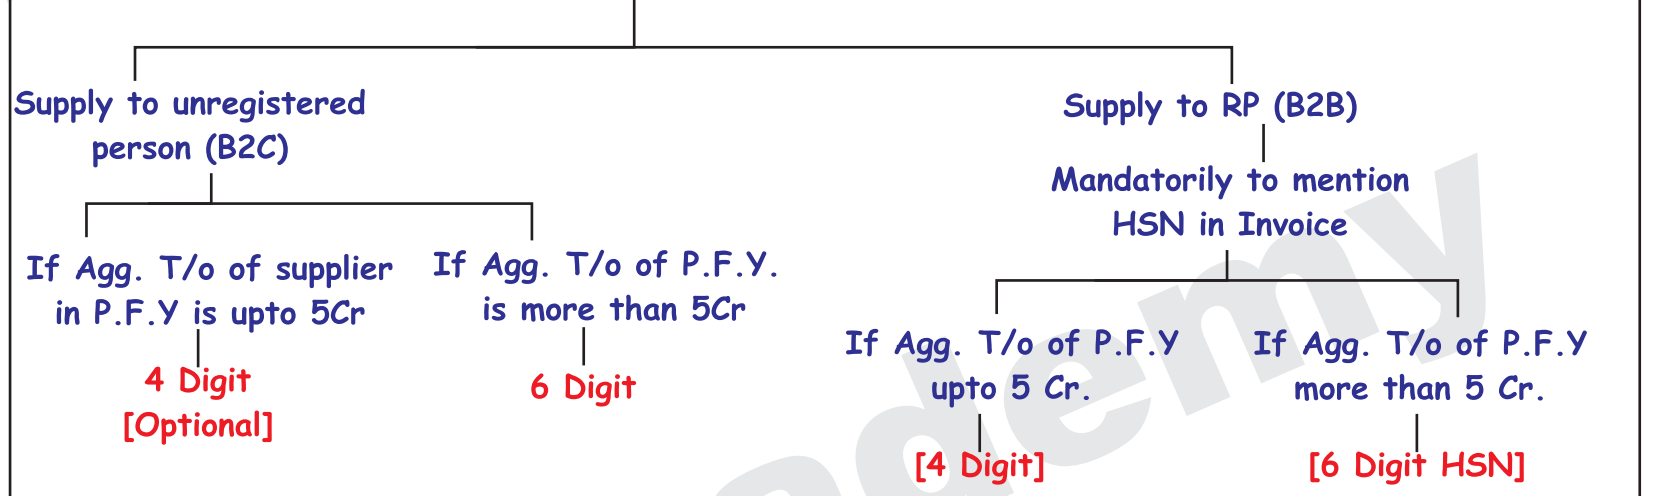 Supply to unregistered
person (B2C)
If Agg. T/o of supplier
in P.F.Y is upto 5Cr
4 Digit
[Optional]
If Agg. T/o of P.F.Y.
is more than 5Cr
6 Digit
Supply to RP (B2B)
Mandatorily to mention
HSN in Invoice
If Agg. T/o of P.F.Y
upto 5 Cr.
[4 Digit]
If Agg. T/o of P.F.Y
more than 5 Cr.
[6 Digit HSN]
ademy